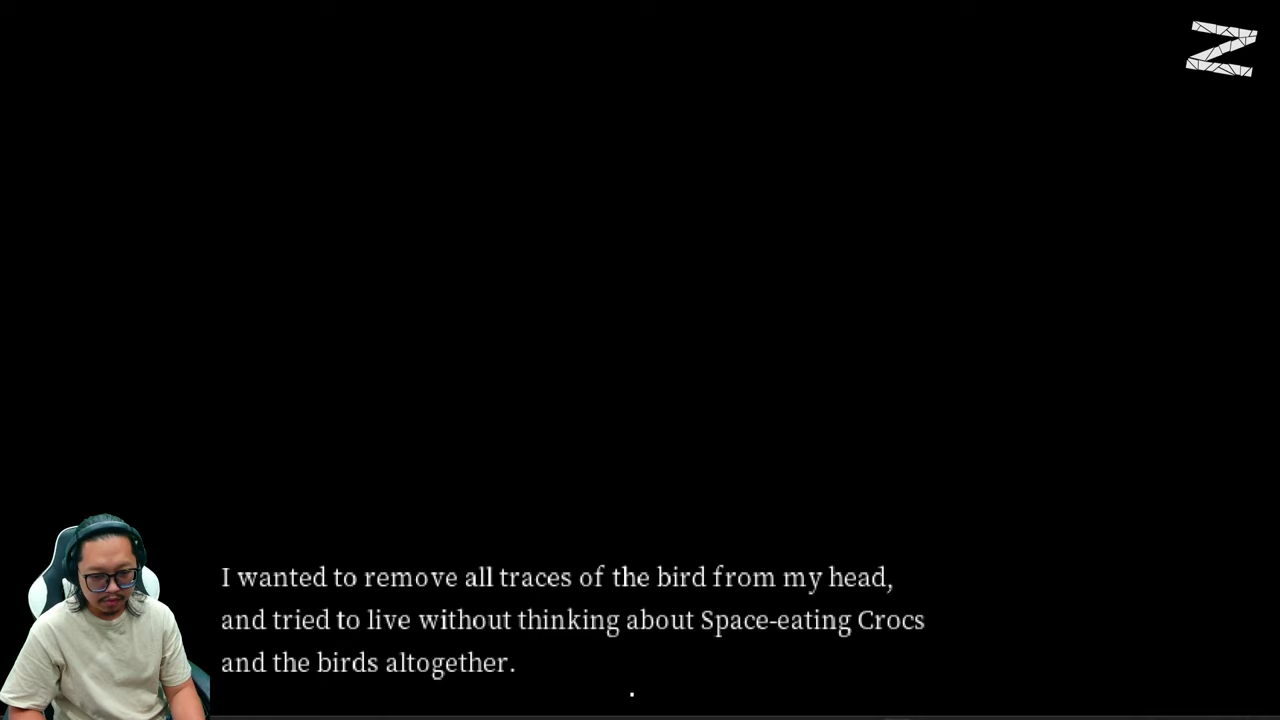 Z
I wanted to remove all traces of the bird from my head,
and tried to live without thinking about Space-eating Crocs
and the birds altogether.